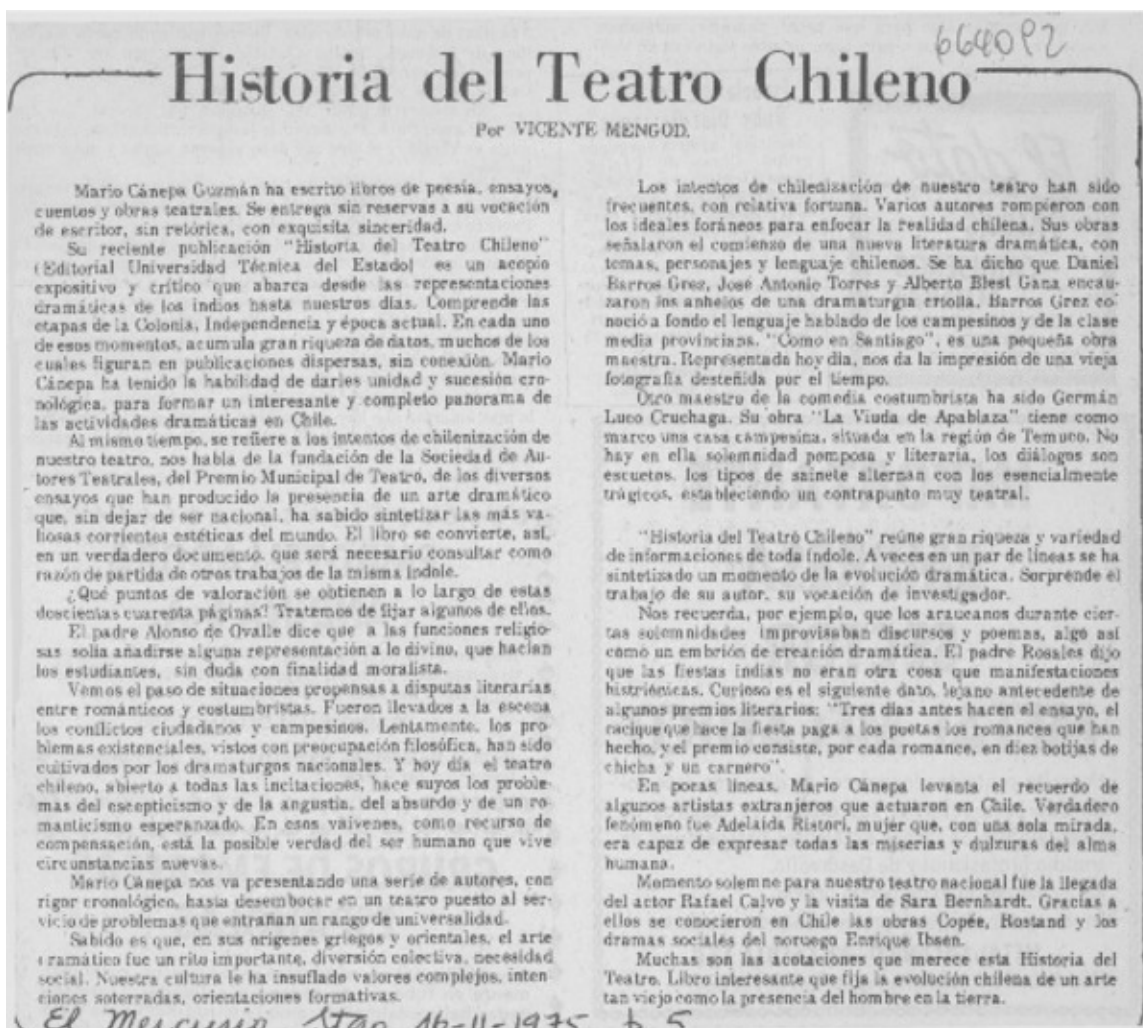 664092
Historia del Teatro Chileno
Por VICENTE MENGOD.
Mario Cánepa Guzmán ha escrito libros de poesía, ensayos,
cuentos y obras teatrales. Se entrega sin reservas a su vocación
de escritor, sin retórica, con exquisita sinceridad.
Su reciente publicación "Historia del Teatro Chileno"
(Editorial Universidad Técnica del Estado) es un acopio
expositivo y crítico que abarca desde las representaciones
dramáticas de los indios hasta nuestros días. Comprende las
etapas de la Colonia, Independencia y época actual. En cada uno
de esos momentos, acumula gran riqueza de datos, muchos de los
cuales figuran en publicaciones dispersas, sin conexión. Mario
Cánepa ha tenido la habilidad de darles unidad y sucesión cro-
nológica, para formar un interesante y completo panorama de
las actividades dramáticas en Chile.
Al mismo tiempo, se refiere a los intentos de chilenización de
nuestro teatro, nos habla de la fundación de la Sociedad de Au-
tores Teatrales, del Premio Municipal de Teatro, de los diversos
ensayos que han producido la presencia de un arte dramático
que, sin dejar de ser nacional, ha sabido sintetizar las más va-
liosas corrientes estéticas del mundo. El libro se convierte, así,
en un verdadero documento, que será necesario consultar como
razón de partida de otros trabajos de la misma índole.
¿Qué puntos de valoración se obtienen a lo largo de estas
doscientas cuarenta páginas? Tratemos de fijar algunos de ellos.
El padre Alonso de Ovalle dice que a las funciones religio-
sas solía añadirse alguna representación a lo divino, que hacían
los estudiantes, sin duda con finalidad moralista.
Vemos el paso de situaciones propensas a disputas literarias
entre románticos y costumbristas. Fueron llevados a la escena
los conflictos ciudadanos y campesinos. Lentamente, los pro-
blemas existenciales, vistos con preocupación filosófica, han sido
cultivados por los dramaturgos nacionales. Y hoy día el teatro
chileno, abierto a todas las incitaciones, hace suyos los proble-
mas del escepticismo y de la angustia, del absurdo y de un ro-
manticismo esperanzado. En esos vaivenes, como recurso de
compensación, está la posible verdad del ser humano que vive
circunstancias nuevas.
Mario Cánepa nos va presentando una serie de autores, con
rigor cronológico, hasta desembocar en un teatro puesto al ser-
vicio de problemas que entrañan un rango de universalidad.
Sabido es que, en sus orígenes griegos y orientales, el arte
dramático fue un rito importante, diversión colectiva, necesidad
social. Nuestra cultura le ha insuflado valores complejos, inten-
ciones soterradas, orientaciones formativas.
Los intentos de chilenización de nuestro teatro han sido
frecuentes, con relativa fortuna. Varios autores rompieron con
los ideales foráneos para enfocar la realidad chilena. Sus obras
señalaron el comienzo de una nueva literatura dramática, con
temas, personajes y lenguaje chilenos. Se ha dicho que Daniel
Barros Grez, José Antonio Torres y Alberto Blest Gana encau-
zaron los anhelos de una dramaturgia criolla. Barros Grez co-
noció a fondo el lenguaje hablado de los campesinos y de la clase
media provinciana. "Como en Santiago", es una pequeña obra
maestra. Representada hoy día, nos da la impresión de una vieja
fotografía desteñida por el tiempo.
Otro maestro de la comedia costumbrista ha sido Germán
Luco Cruchaga. Su obra "La Viuda de Apablaza" tiene como
marco una casa campesina, situada en la región de Temuco. No
hay en ella solemnidad pomposa y literaria, los diálogos son
escuetos, los tipos de sainete alternan con los esencialmente
trágicos, estableciendo un contrapunto muy teatral.
"Historia del Teatro Chileno" reúne gran riqueza y variedad
de informaciones de toda índole. A veces en un par de líneas se ha
sintetizado un momento de la evolución dramática. Sorprende el
trabajo de su autor, su vocación de investigador.
Nos recuerda, por ejemplo, que los araucanos durante cier-
tas solemnidades improvisaban discursos y poemas, algo así
como un embrión de creación dramática. El padre Rosales dijo
que las fiestas indias no eran otra cosa que manifestaciones
histriónicas. Curioso es el siguiente dato, lejano antecedente de
algunos premios literarios: "Tres días antes hacen el ensayo, el
cacique que hace la fiesta paga a los poetas los romances que han
hecho, y el premio consiste, por cada romance, en diez botijas de
chicha y un carnero".
En pocas líneas, Mario Cánepa levanta el recuerdo de
algunos artistas extranjeros que actuaron en Chile. Verdadero
fenómeno fue Adelaida Ristori, mujer que, con una sola mirada,
era capaz de expresar todas las miserias y dulzuras del alma
humana.
Momento solemne para nuestro teatro nacional fue la llegada
del actor Rafael Calvo y la visita de Sara Bernhardt. Gracias a
ellos se conocieron en Chile las obras Copée, Rostand y los
dramas sociales del noruego Enrique Ibsen.
Muchas son las acotaciones que merece esta Historia del
Teatro. Libro interesante que fija la evolución chilena de un arte
tan viejo como la presencia del hombre en la tierra.
El Mercurio, Stgo, 16-11-1975 p. 5